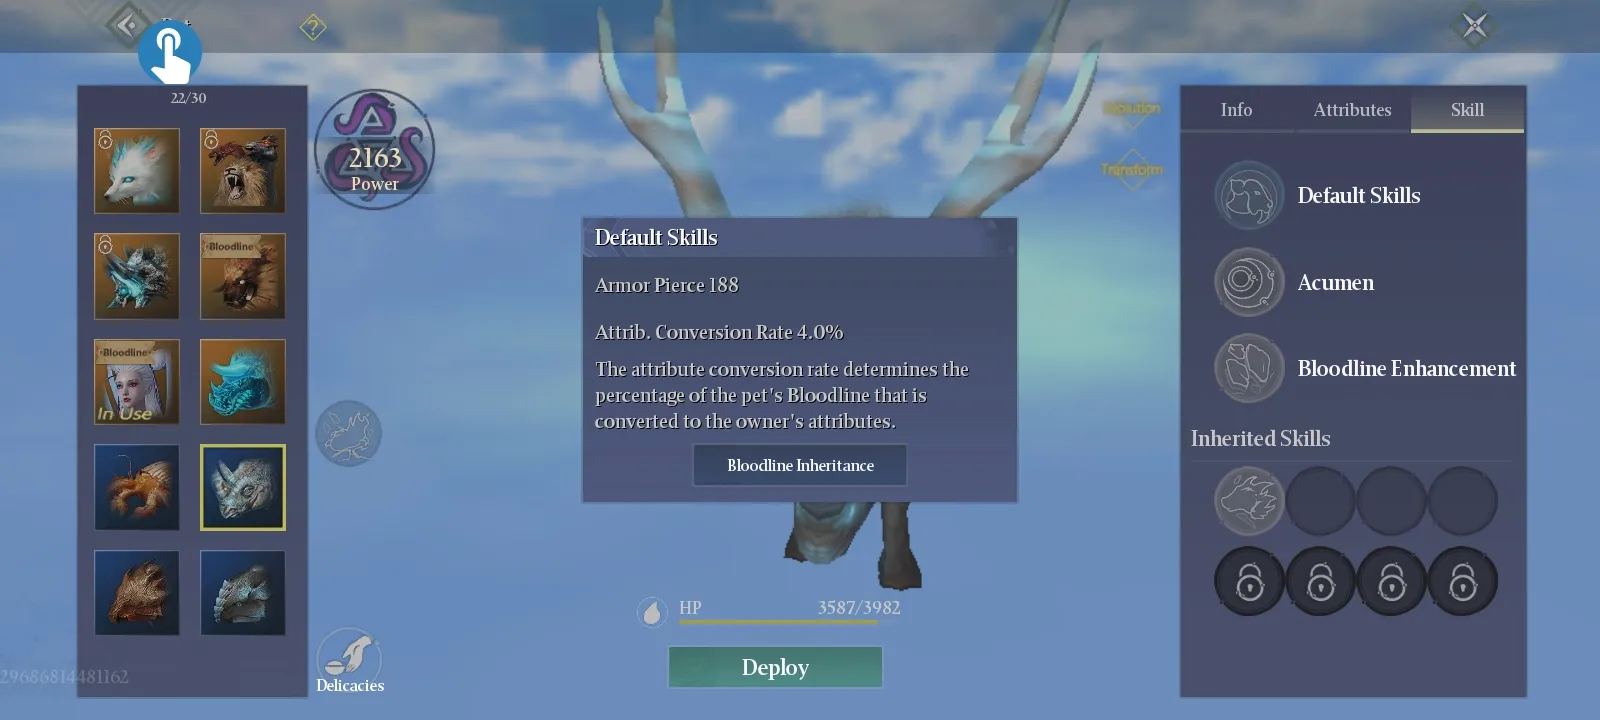 ?
22/30
2163
Power
Bloodline
Bloodline
In Use
Evolution
Transform
Default Skills
Armor Pierce 188
Attrib. Conversion Rate 4.0%
The attribute conversion rate determines the
percentage of the pet's Bloodline that is
converted to the owner's attributes.
Bloodline Inheritance
HP
3587/3982
Deploy
Delicacies
29686814481162
Info
Attributes
Skill
Default Skills
Acumen
Bloodline Enhancement
Inherited Skills